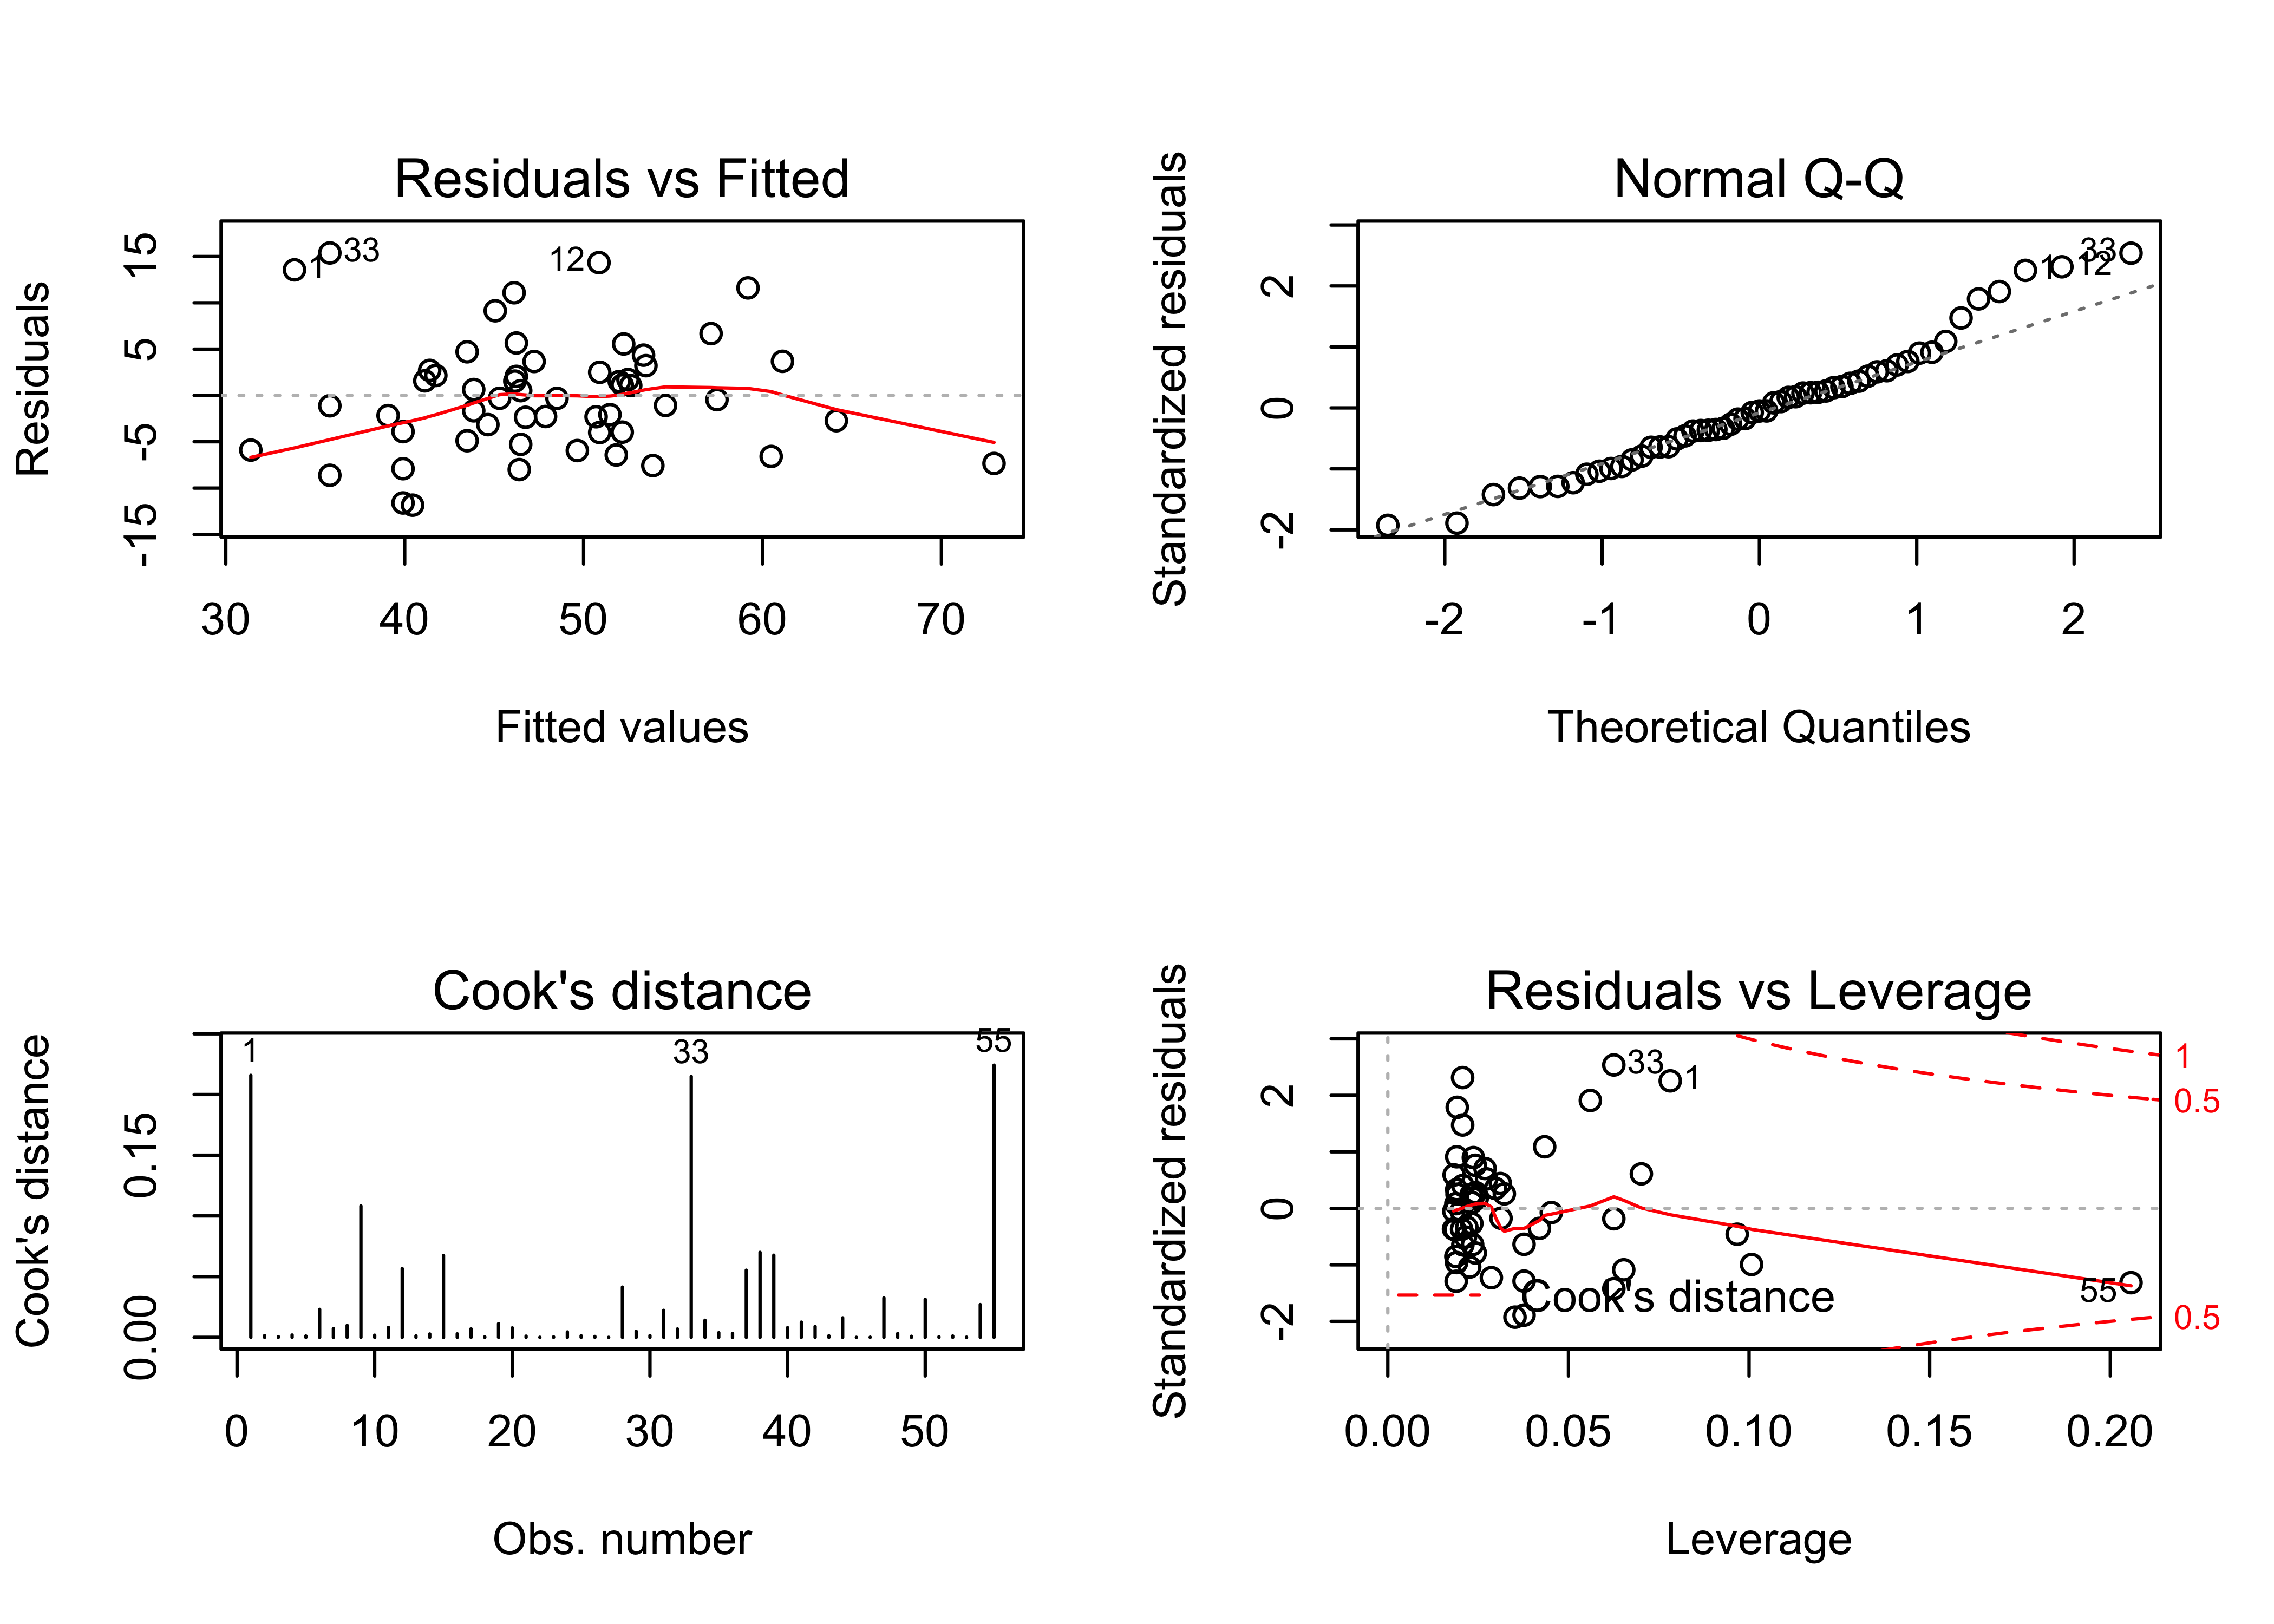 Residuals vs Fitted
Residuals
15
5
-5
-15
1
33
12
30 40 50 60 70
Fitted values
Normal Q-Q
Standardized residuals
2
0
-2
33
1
12
-2 -1 0 1 2
Theoretical Quantiles
Cook's distance
Cook's distance
0.15
0.00
1
33
55
0 10 20 30 40 50
Obs. number
Residuals vs Leverage
Standardized residuals
2
0
-2
33
1
1
0.5
55
Cook's distance
0.5
0.00 0.05 0.10 0.15 0.20
Leverage